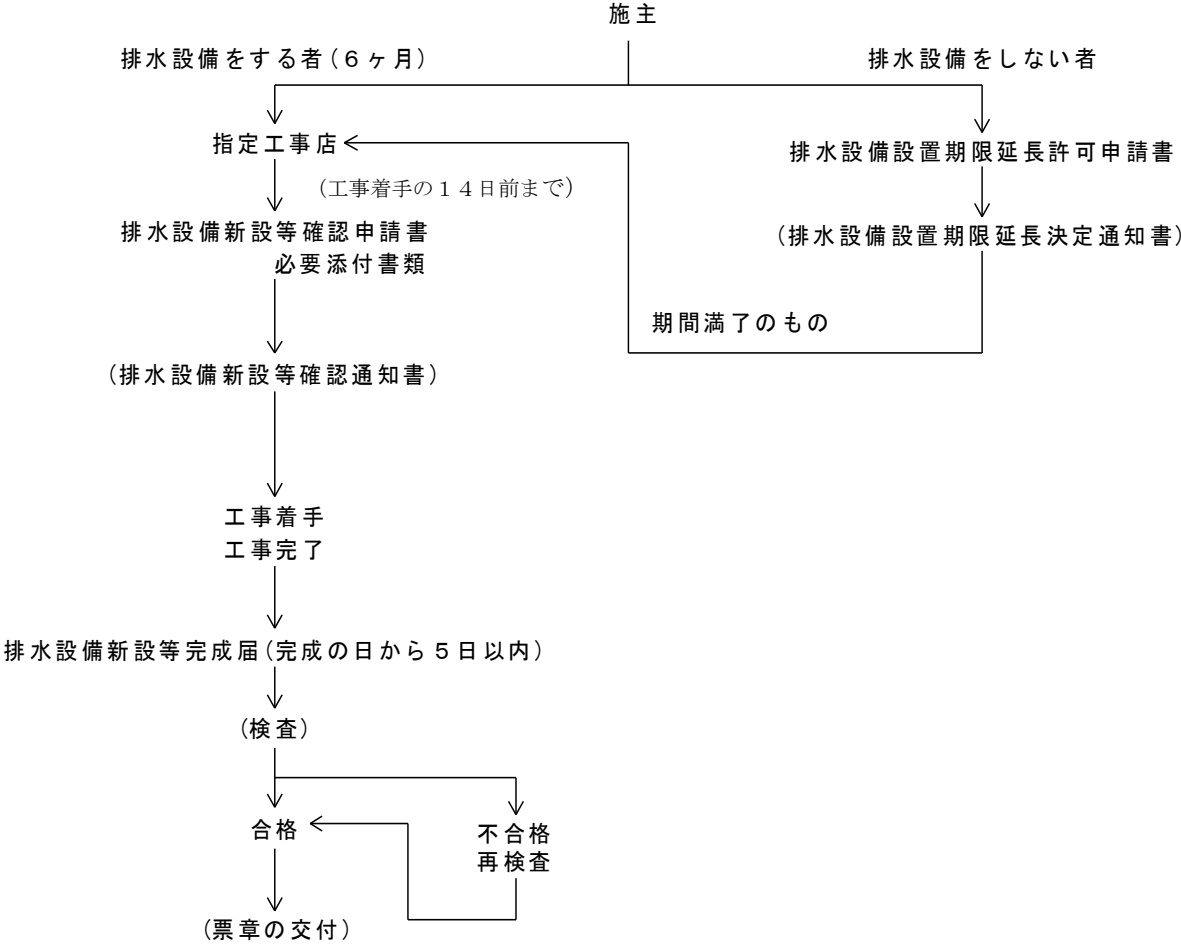 施主
排水設備をする者(６ヶ月)
排水設備をしない者
指定工事店
排水設備設置期限延長許可申請書
(工事着手の１４日前まで)
排水設備新設等確認申請書
必要添付書類
(排水設備設置期限延長決定通知書)
期間満了のもの
(排水設備新設等確認通知書)
工事着手
工事完了
排水設備新設等完成届(完成の日から５日以内)
(検査)
合格
不合格
再検査
(票章の交付)